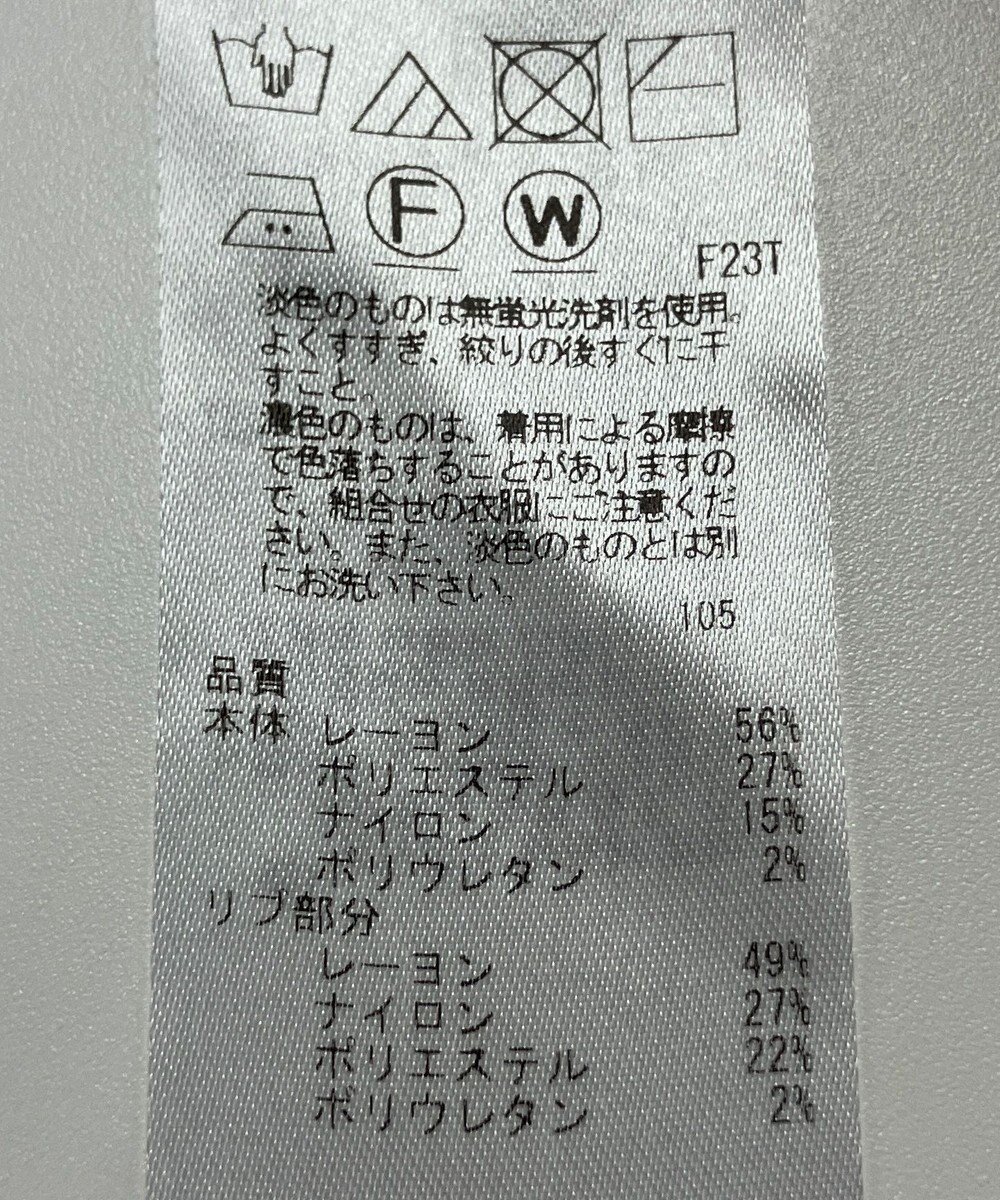 F W
F23T
淡色のものは無蛍光洗剤を使用。
よくすすぎ、絞りの後すぐに干
すこと。
濃色のものは、着用による摩擦
で色落ちすることがありますの
で、組合せの衣服にご注意くだ
さい。また、淡色のものとは別
にお洗い下さい。
105
品質
本体 レーヨン 56%
ポリエステル 27%
ナイロン 15%
ポリウレタン 2%
リブ部分
レーヨン 49%
ナイロン 27%
ポリエステル 22%
ポリウレタン 2%